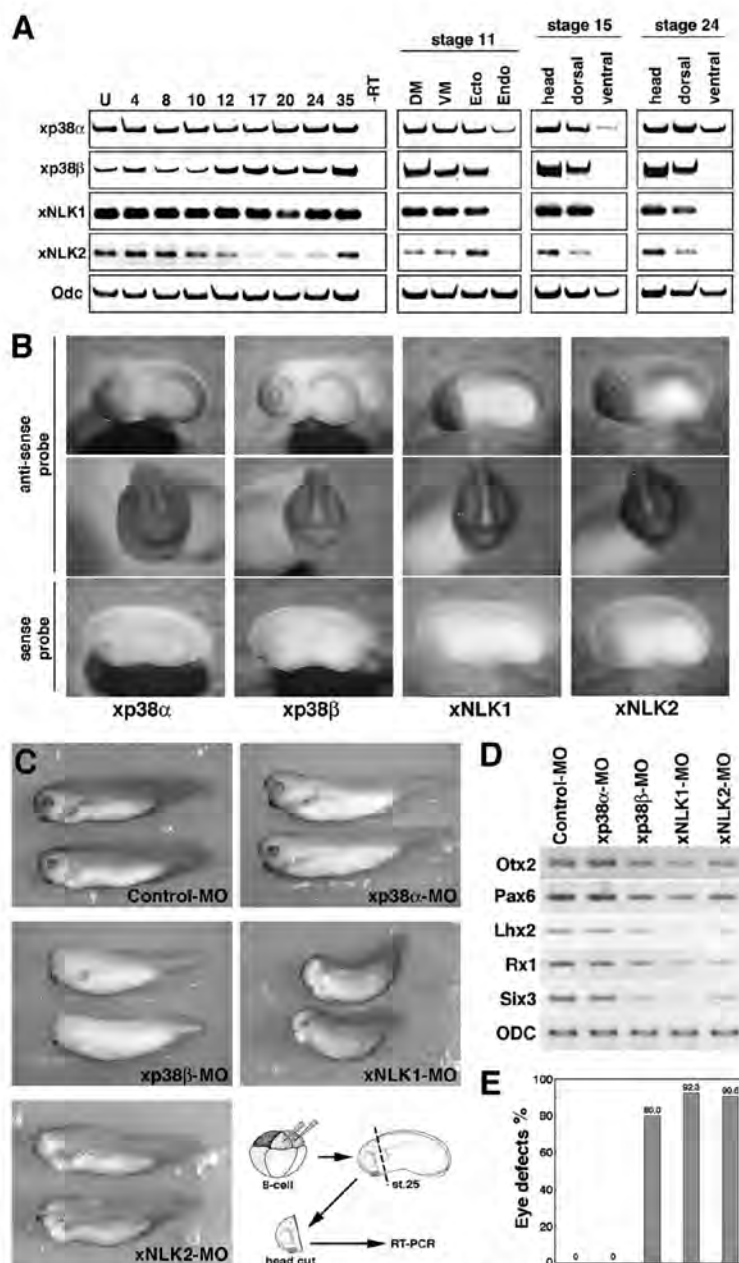 A
stage 11
stage 15
stage 24
U 4 8 10 12 17 20 24 35 -RT
DM VM Ecto Endo
head dorsal ventral
head dorsal ventral
xp38α
xp38β
xNLK1
xNLK2
Odc
B
anti-sense
probe
sense
probe
xp38α xp38β xNLK1 xNLK2
C
Control-MO
xp38α-MO
xp38β-MO
xNLK1-MO
xNLK2-MO
8-cell
st.25
head cut
RT-PCR
D
Control-MO
xp38α-MO
xp38β-MO
xNLK1-MO
xNLK2-MO
Otx2
Pax6
Lhx2
Rx1
Six3
ODC
E
Eye defects %
100
80
60
40
20
0
0 0 80.0 92.3